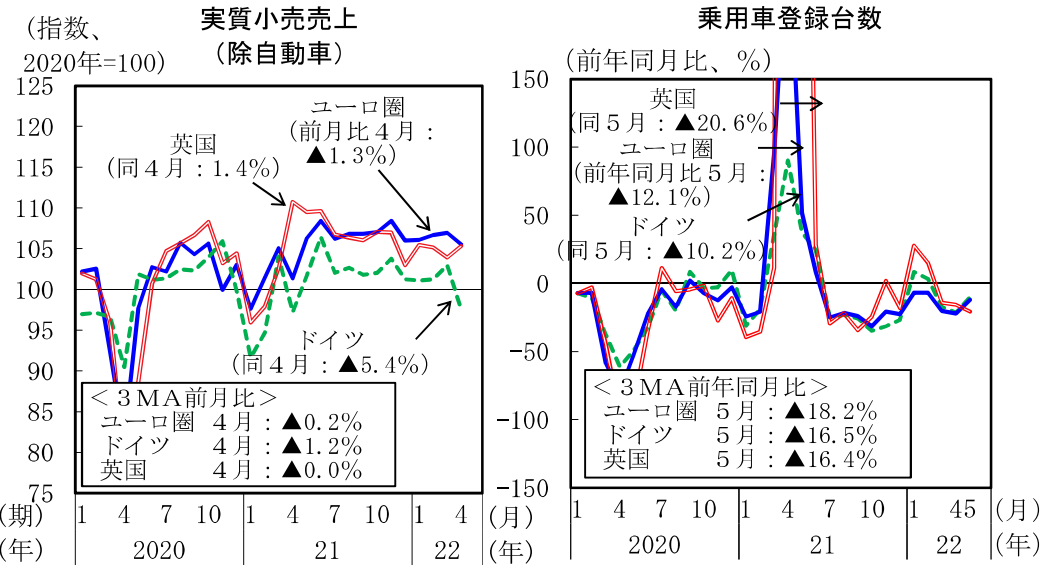 実質小売売上
(除自動車)
(指数、
2020年=100)
125
120
115
110
105
100
95
90
85
80
75
ユーロ圏
(前月比4月：
▲1.3%)
英国
(同4月：1.4%)
ドイツ
(同4月：▲5.4%)
＜3MA前月比＞
ユーロ圏 4月：▲0.2%
ドイツ 4月：▲1.2%
英国 4月：▲0.0%
(期) 1 4 7 10 1 4 7 10 1 4 (月)
(年) 2020 21 22 (年)
乗用車登録台数
(前年同月比、%)
150
100
50
0
-50
-100
-150
英国
(同5月：▲20.6%)
ユーロ圏
(前年同月比5月：
▲12.1%)
ドイツ
(同5月：▲10.2%)
＜3MA前年同月比＞
ユーロ圏 5月：▲18.2%
ドイツ 5月：▲16.5%
英国 5月：▲16.4%
1 4 7 10 1 4 7 10 1 45 (月)
2020 21 22 (年)